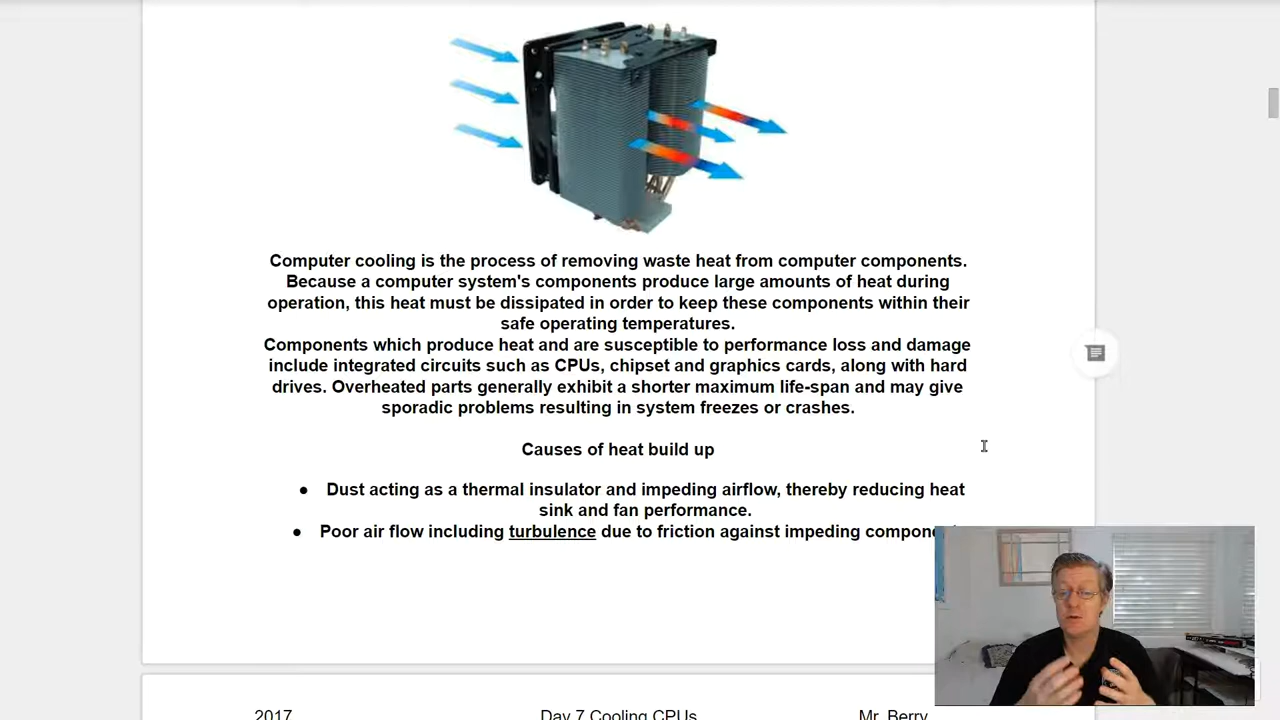 Computer cooling is the process of removing waste heat from computer components.
Because a computer system's components produce large amounts of heat during
operation, this heat must be dissipated in order to keep these components within their
safe operating temperatures.
Components which produce heat and are susceptible to performance loss and damage
include integrated circuits such as CPUs, chipset and graphics cards, along with hard
drives. Overheated parts generally exhibit a shorter maximum life-span and may give
sporadic problems resulting in system freezes or crashes.
Causes of heat build up
● Dust acting as a thermal insulator and impeding airflow, thereby reducing heat
sink and fan performance.
● Poor air flow including turbulence due to friction against impeding
2017 Day 7 Cooling CPUs Mr. Berry